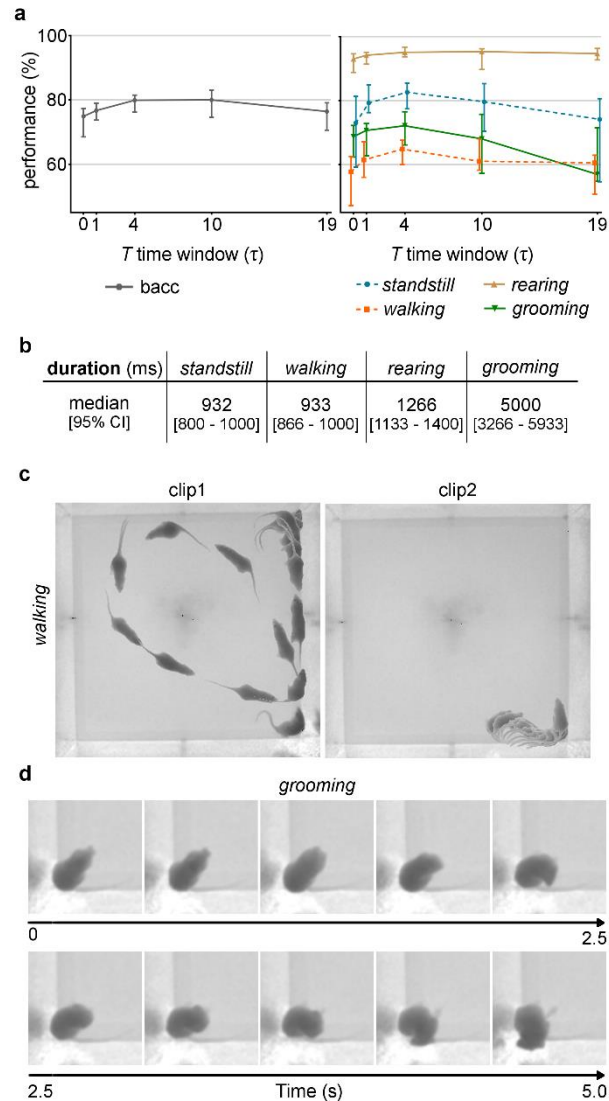 a
performance (%)
100
80
60
0 1 4 10 19
T time window (τ)
bacc
0 1 4 10 19
T time window (τ)
standstill
rearing
walking
grooming
b
duration (ms) standstill walking rearing grooming
median 932 933 1266 5000
[95% CI] [800 - 1000] [866 - 1000] [1133 - 1400] [3266 - 5933]
c
clip1 clip2
walking
d
grooming
0 2.5
2.5 Time (s) 5.0